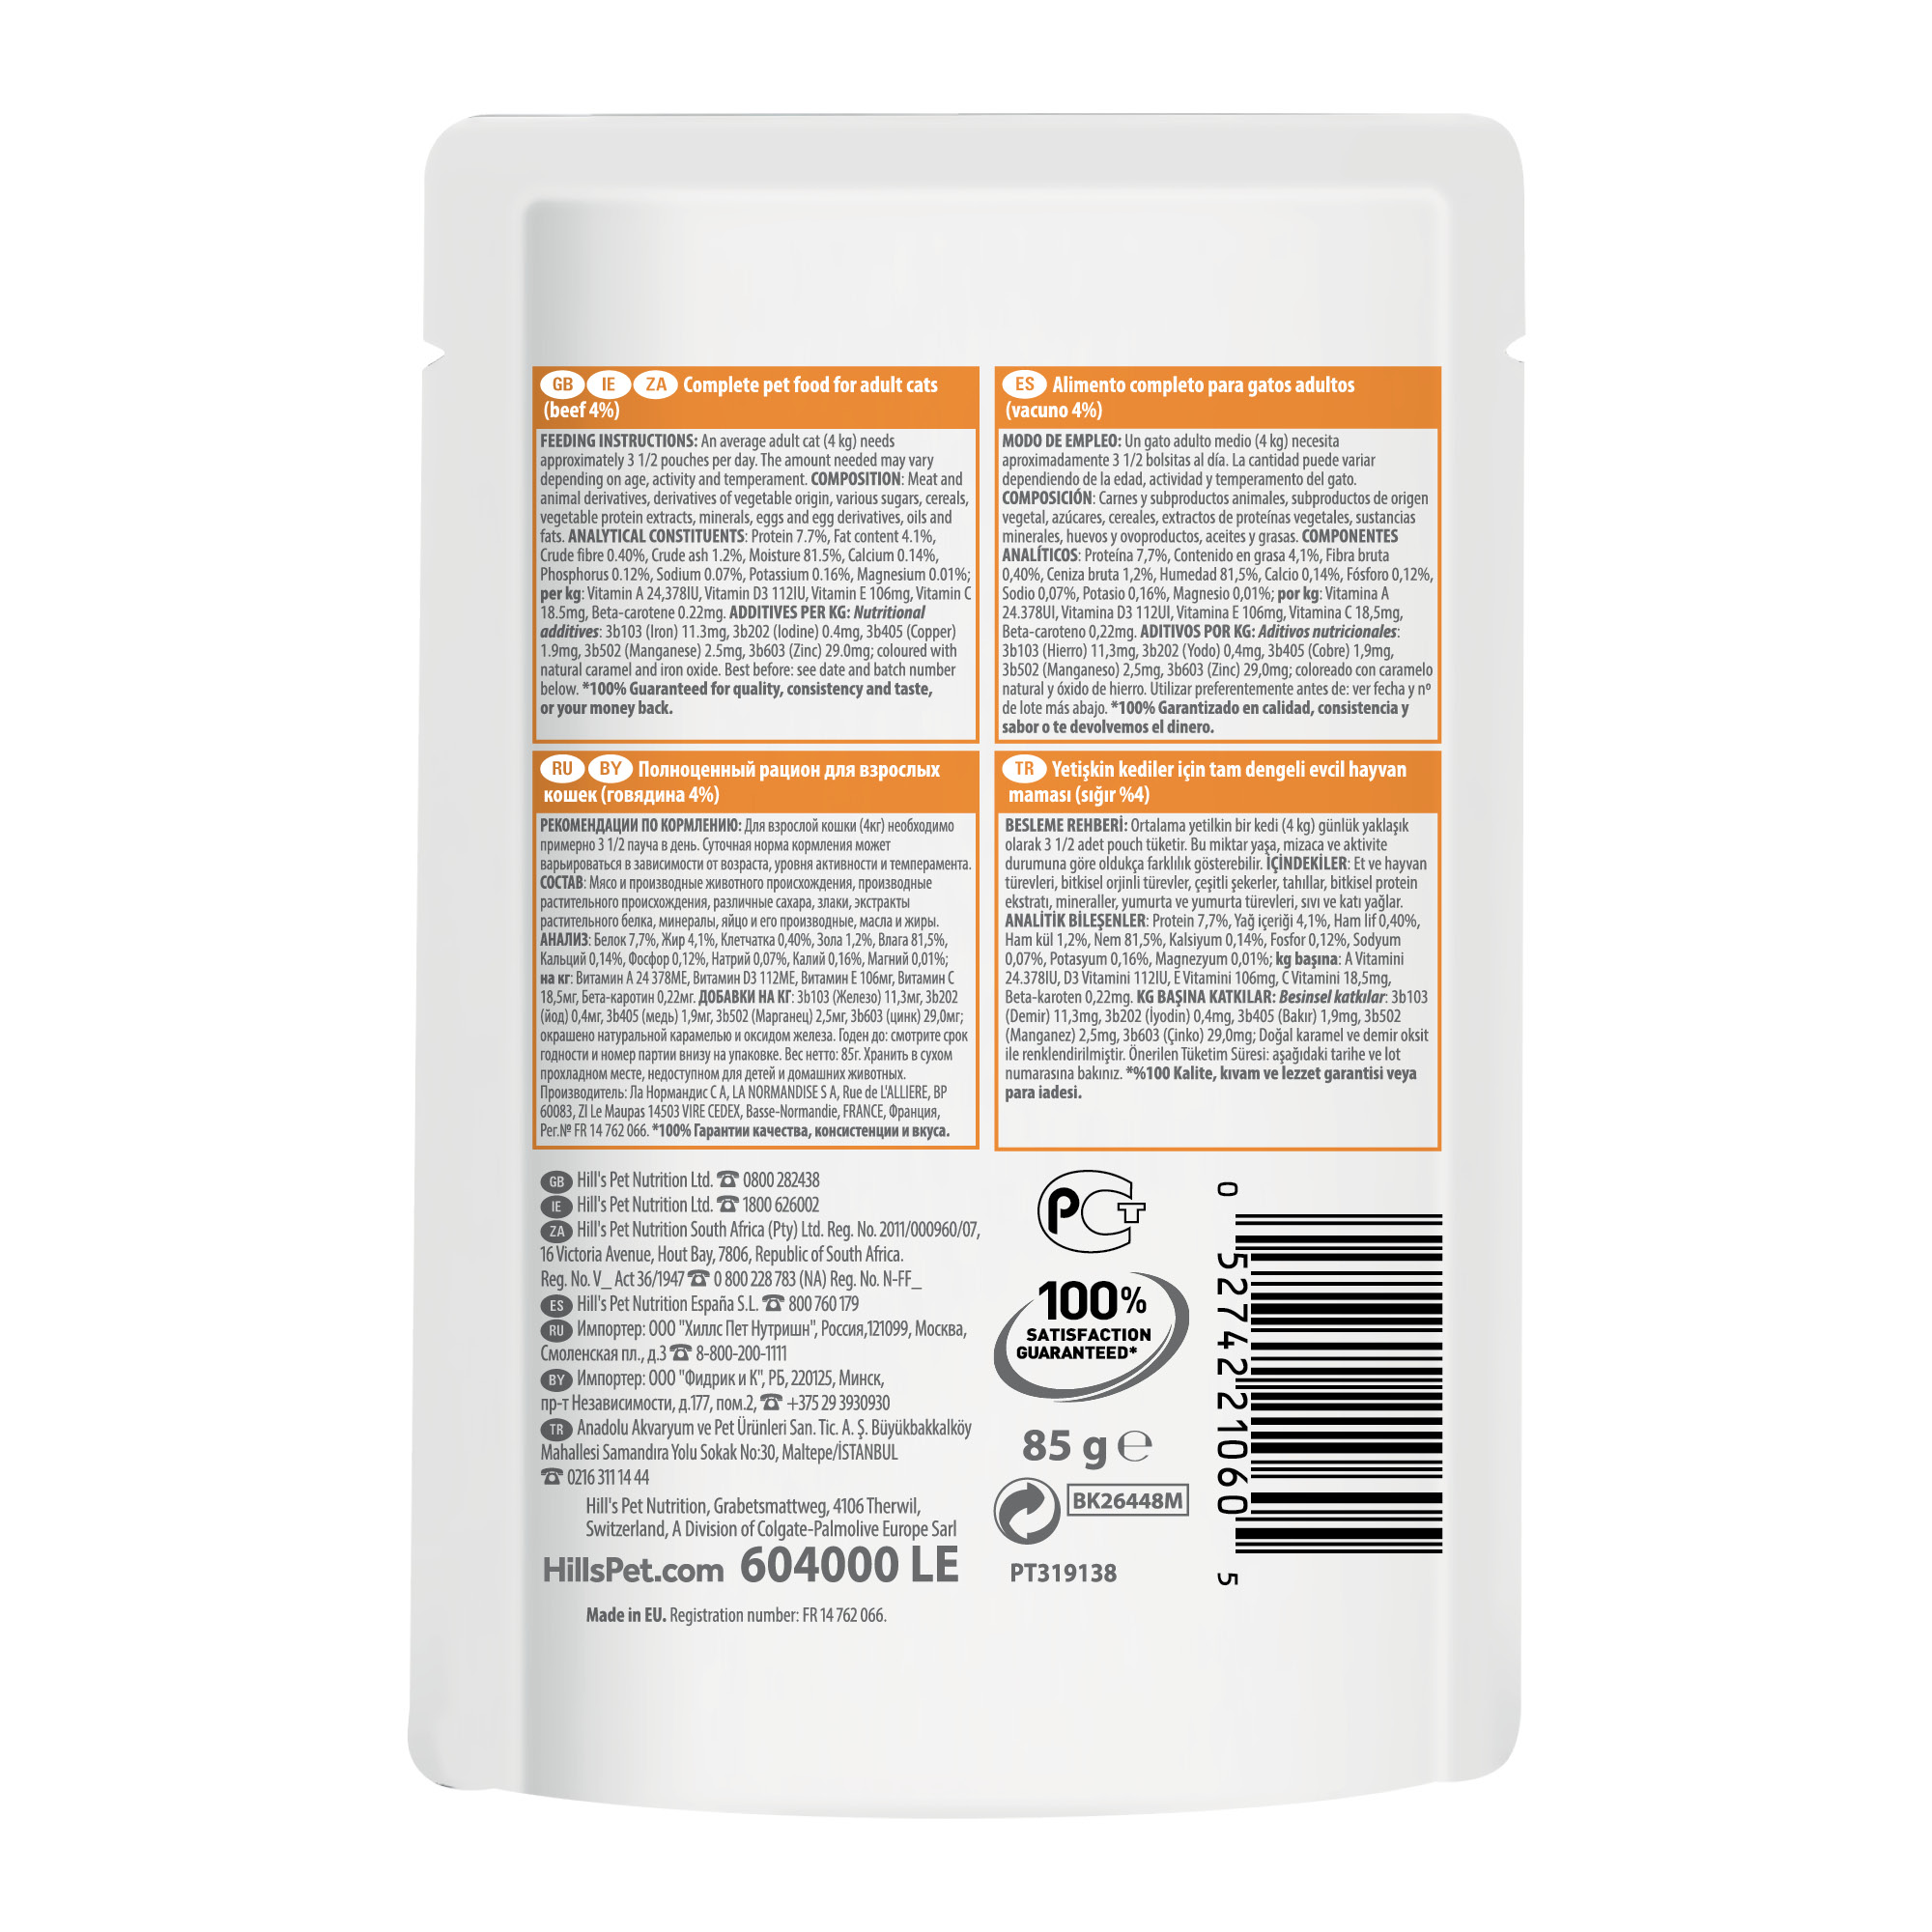 GB IE ZA Complete pet food for adult cats
(beef 4%)
FEEDING INSTRUCTIONS: An average adult cat (4 kg) needs
approximately 3 1/2 pouches per day. The amount needed may vary
depending on age, activity and temperament. COMPOSITION: Meat and
animal derivatives, derivatives of vegetable origin, various sugars, cereals,
vegetable protein extracts, minerals, eggs and egg derivatives, oils and
fats. ANALYTICAL CONSTITUENTS: Protein 7.7%, Fat content 4.1%,
Crude fibre 0.40%, Crude ash 1.2%, Moisture 81.5%, Calcium 0.14%,
Phosphorus 0.12%, Sodium 0.07%, Potassium 0.16%, Magnesium 0.01%;
per kg: Vitamin A 24,378IU, Vitamin D3 112IU, Vitamin E 106mg, Vitamin C
18.5mg, Beta-carotene 0.22mg. ADDITIVES PER KG: Nutritional
additives: 3b103 (Iron) 11.3mg, 3b202 (Iodine) 0.4mg, 3b405 (Copper)
1.9mg, 3b502 (Manganese) 2.5mg, 3b603 (Zinc) 29.0mg; coloured with
natural caramel and iron oxide. Best before: see date and batch number
below. *100% Guaranteed for quality, consistency and taste,
or your money back.
ES Alimento completo para gatos adultos
(vacuno 4%)
MODO DE EMPLEO: Un gato adulto medio (4 kg) necesita
aproximadamente 3 1/2 bolsitas al día. La cantidad puede variar
dependiendo de la edad, actividad y temperamento del gato.
COMPOSICIÓN: Carnes y subproductos animales, subproductos de origen
vegetal, azúcares, cereales, extractos de proteínas vegetales, sustancias
minerales, huevos y ovoproductos, aceites y grasas. COMPONENTES
ANALÍTICOS: Proteína 7,7%, Contenido en grasa 4,1%, Fibra bruta
0,40%, Ceniza bruta 1,2%, Humedad 81,5%, Calcio 0,14%, Fósforo 0,12%,
Sodio 0,07%, Potasio 0,16%, Magnesio 0,01%; por kg: Vitamina A
24.378UI, Vitamina D3 112UI, Vitamina E 106mg, Vitamina C 18,5mg,
Beta-caroteno 0,22mg. ADITIVOS POR KG: Aditivos nutricionales:
3b103 (Hierro) 11,3mg, 3b202 (Yodo) 0,4mg, 3b405 (Cobre) 1,9mg,
3b502 (Manganeso) 2,5mg, 3b603 (Zinc) 29,0mg; coloreado con caramelo
natural y óxido de hierro. Utilizar preferentemente antes de: ver fecha y nº
de lote más abajo. *100% Garantizado en calidad, consistencia y
sabor o te devolvemos el dinero.
RU BY Полноценный рацион для взрослых
кошек (говядина 4%)
РЕКОМЕНДАЦИИ ПО КОРМЛЕНИЮ: Для взрослой кошки (4кг) необходимо
примерно 3 1/2 пауча в день. Суточная норма кормления может
варьироваться в зависимости от возраста, уровня активности и темперамента.
СОСТАВ: Мясо и производные животного происхождения, производные
растительного происхождения, различные сахара, злаки, экстракты
растительного белка, минералы, яйцо и его производные, масла и жиры.
АНАЛИЗ: Белок 7,7%, Жир 4,1%, Клетчатка 0,40%, Зола 1,2%, Влага 81,5%,
Кальций 0,14%, Фосфор 0,12%, Натрий 0,07%, Калий 0,16%, Магний 0,01%;
на кг: Витамин А 24 378МЕ, Витамин D3 112МЕ, Витамин Е 106мг, Витамин С
18,5мг, Бета-каротин 0,22мг. ДОБАВКИ НА КГ: 3b103 (Железо) 11,3мг, 3b202
(йод) 0,4мг, 3b405 (медь) 1,9мг, 3b502 (Марганец) 2,5мг, 3b603 (цинк) 29,0мг;
окрашено натуральной карамелью и оксидом железа. Годен до: смотрите срок
годности и номер партии внизу на упаковке. Вес нетто: 85г. Хранить в сухом
прохладном месте, недоступном для детей и домашних животных.
Производитель: Ла Нормандис С А, LA NORMANDISE S A, Rue de L'ALLIERE, BP
60083, ZI Le Maupas 14503 VIRE CEDEX, Basse-Normandie, FRANCE, Франция,
Рег.№ FR 14 762 066. *100% Гарантии качества, консистенции и вкуса.
TR Yetişkin kediler için tam dengeli evcil hayvan
maması (sığır %4)
BESLEME REHBERİ: Ortalama yetilkin bir kedi (4 kg) günlük yaklaşık
olarak 3 1/2 adet pouch tüketir. Bu miktar yaşa, mizaca ve aktivite
durumuna göre oldukça farklılık gösterebilir. İÇİNDEKİLER: Et ve hayvan
türevleri, bitkisel orjinli türevler, çeşitli şekerler, tahıllar, bitkisel protein
ekstratı, mineraller, yumurta ve yumurta türevleri, sıvı ve katı yağlar.
ANALİTİK BİLEŞENLER: Protein 7,7%, Yağ içeriği 4,1%, Ham lif 0,40%,
Ham kül 1,2%, Nem 81,5%, Kalsiyum 0,14%, Fosfor 0,12%, Sodyum
0,07%, Potasyum 0,16%, Magnezyum 0,01%; kg başına: A Vitamini
24.378IU, D3 Vitamini 112IU, E Vitamini 106mg, C Vitamini 18,5mg,
Beta-karoten 0,22mg. KG BAŞINA KATKILAR: Besinsel katkılar: 3b103
(Demir) 11,3mg, 3b202 (İyodin) 0,4mg, 3b405 (Bakır) 1,9mg, 3b502
(Manganez) 2,5mg, 3b603 (Çinko) 29,0mg; Doğal karamel ve demir oksit
ile renklendirilmiştir. Önerilen Tüketim Süresi: aşağıdaki tarihe ve lot
numarasına bakınız. *%100 Kalite, kıvam ve lezzet garantisi veya
para iadesi.
GB Hill's Pet Nutrition Ltd. ☎ 0800 282438
IE Hill's Pet Nutrition Ltd. ☎ 1800 626002
ZA Hill's Pet Nutrition South Africa (Pty) Ltd. Reg. No. 2011/000960/07,
16 Victoria Avenue, Hout Bay, 7806, Republic of South Africa.
Reg. No. V_ Act 36/1947 ☎ 0 800 228 783 (NA) Reg. No. N-FF_
ES Hill's Pet Nutrition España S.L. ☎ 800 760 179
RU Импортер: ООО "Хиллс Пет Нутришн", Россия,121099, Москва,
Смоленская пл., д.3 ☎ 8-800-200-1111
BY Импортер: ООО "Фидрик и К", РБ, 220125, Минск,
пр-т Независимости, д.177, пом.2, ☎ +375 29 3930930
TR Anadolu Akvaryum ve Pet Ürünleri San. Tic. A. Ş. Büyükbakkalköy
Mahallesi Samandıra Yolu Sokak No:30, Maltepe/İSTANBUL
☎ 0216 311 14 44
Hill's Pet Nutrition, Grabetsmattweg, 4106 Therwil,
Switzerland, A Division of Colgate-Palmolive Europe Sarl
HillsPet.com 604000 LE
Made in EU. Registration number: FR 14 762 066.
РСТ
100%
SATISFACTION
GUARANTEED*
85 g ℮
BK26448M
PT319138
0 52742 21060 5